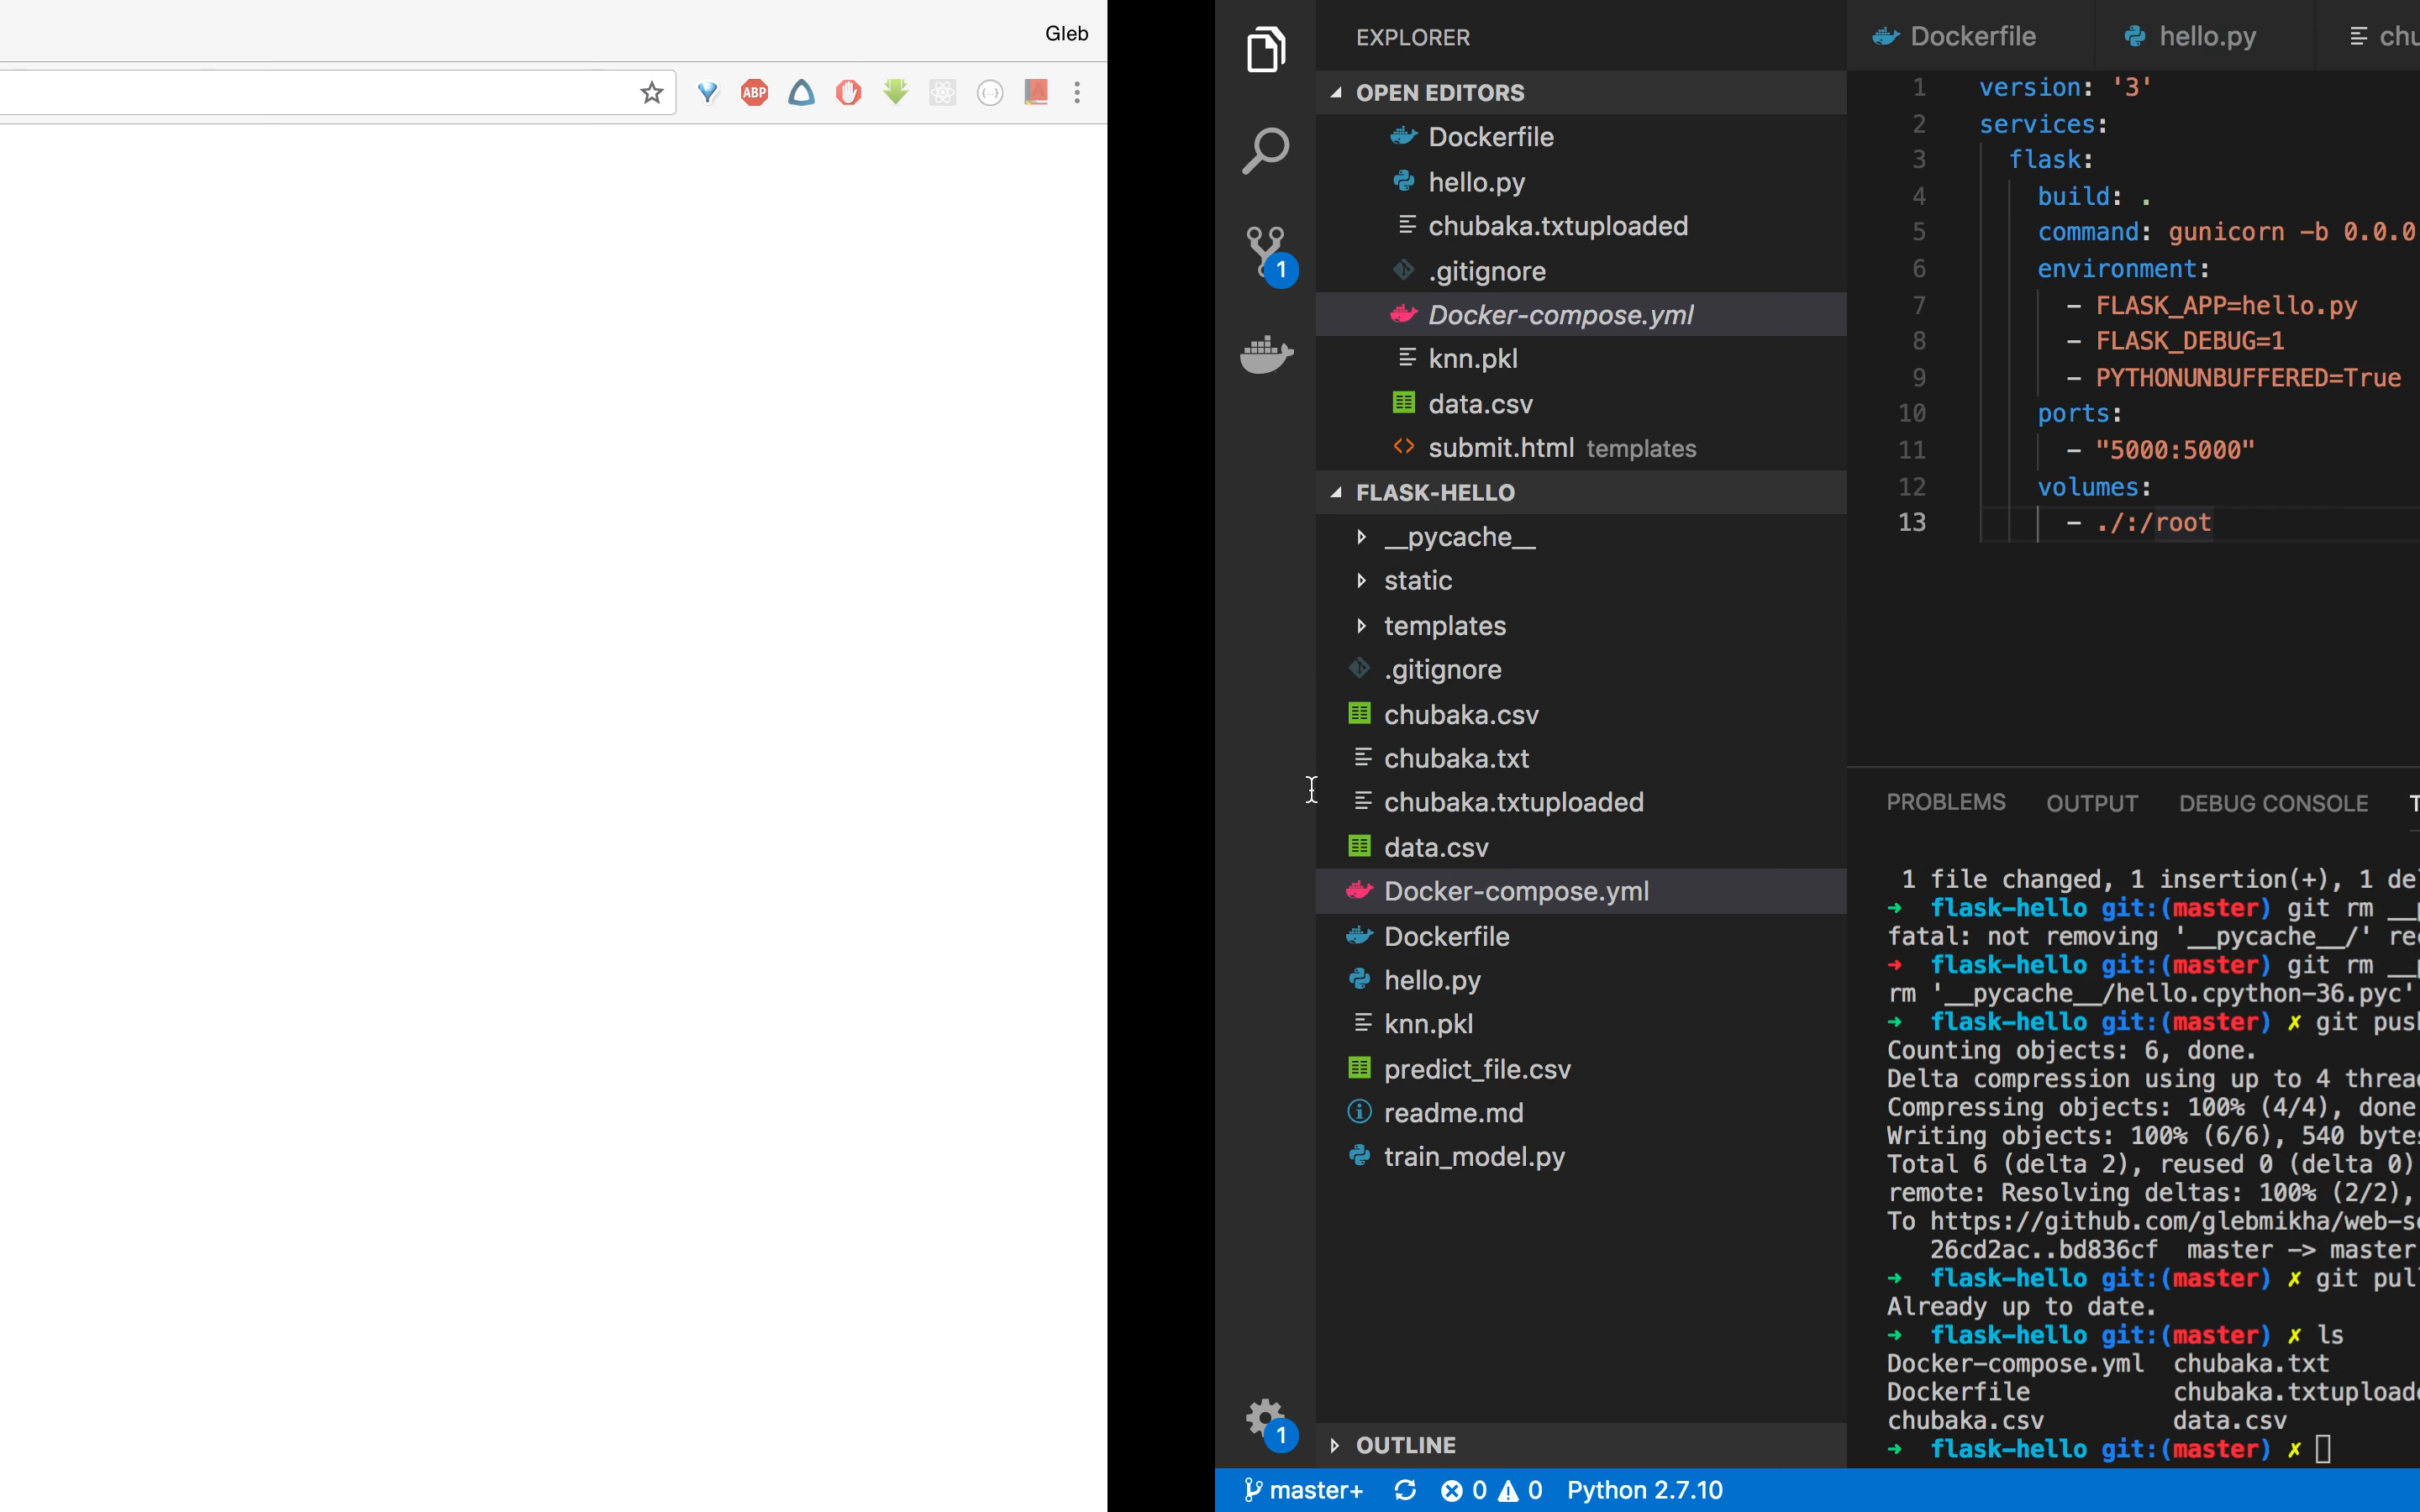 Gleb
ABP
EXPLORER
OPEN EDITORS
Dockerfile
hello.py
chubaka.txtuploaded
.gitignore
Docker-compose.yml
knn.pkl
data.csv
submit.html templates
FLASK-HELLO
__pycache__
static
templates
.gitignore
chubaka.csv
chubaka.txt
chubaka.txtuploaded
data.csv
Docker-compose.yml
Dockerfile
hello.py
knn.pkl
predict_file.csv
readme.md
train_model.py
OUTLINE
1
1
Dockerfile hello.py chu
1 version: '3'
2 services:
3 flask:
4 build: .
5 command: gunicorn -b 0.0.0
6 environment:
7 - FLASK_APP=hello.py
8 - FLASK_DEBUG=1
9 - PYTHONUNBUFFERED=True
10 ports:
11 - "5000:5000"
12 volumes:
13 - ./:/root
PROBLEMS OUTPUT DEBUG CONSOLE T
1 file changed, 1 insertion(+), 1 de
➜ flask-hello git:(master) git rm __
fatal: not removing '__pycache__/' re
➜ flask-hello git:(master) git rm __
rm '__pycache__/hello.cpython-36.pyc'
➜ flask-hello git:(master) ✗ git pus
Counting objects: 6, done.
Delta compression using up to 4 threa
Compressing objects: 100% (4/4), done
Writing objects: 100% (6/6), 540 byte
Total 6 (delta 2), reused 0 (delta 0)
remote: Resolving deltas: 100% (2/2),
To https://github.com/glebmikha/web-s
26cd2ac..bd836cf master -> master
➜ flask-hello git:(master) ✗ git pul
Already up to date.
➜ flask-hello git:(master) ✗ ls
Docker-compose.yml chubaka.txt
Dockerfile chubaka.txtupload
chubaka.csv data.csv
➜ flask-hello git:(master) ✗
master+ 0 0 Python 2.7.10